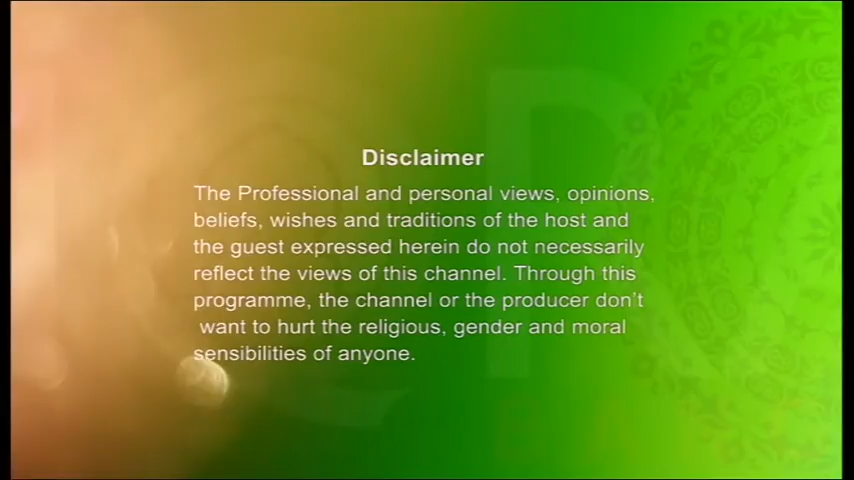 Disclaimer
The Professional and personal views, opinions,
beliefs, wishes and traditions of the host and
the guest expressed herein do not necessarily
reflect the views of this channel. Through this
programme, the channel or the producer don't
want to hurt the religious, gender and moral
sensibilities of anyone.